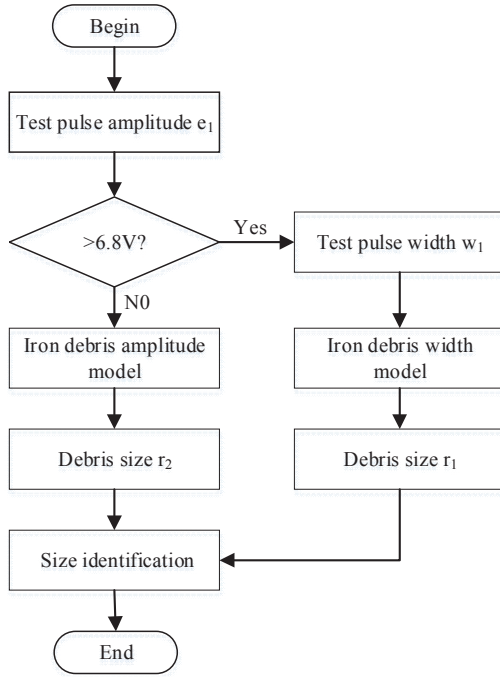 Begin
Test pulse amplitude e₁
>6.8V?
Yes
Test pulse width w₁
N0
Iron debris amplitude
model
Iron debris width
model
Debris size r₂
Debris size r₁
Size identification
End